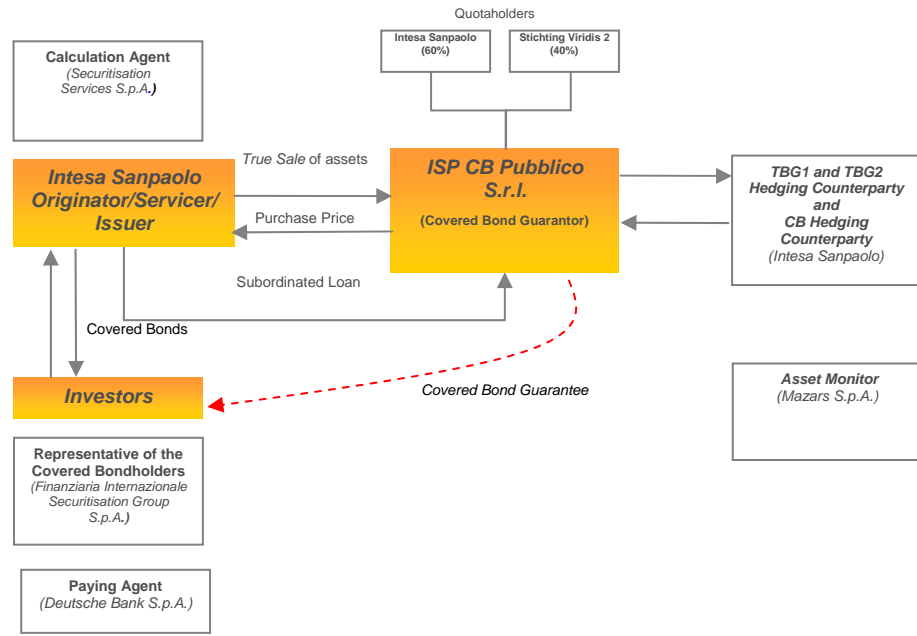 Quotaholders
Intesa Sanpaolo
(60%)
Stichting Viridis 2
(40%)
Calculation Agent
(Securitisation
Services S.p.A.)
Intesa Sanpaolo
Originator/Servicer/
Issuer
True Sale of assets
Purchase Price
Subordinated Loan
ISP CB Pubblico
S.r.l.
(Covered Bond Guarantor)
TBG1 and TBG2
Hedging Counterparty
and
CB Hedging
Counterparty
(Intesa Sanpaolo)
Covered Bonds
Investors
Covered Bond Guarantee
Asset Monitor
(Mazars S.p.A.)
Representative of the
Covered Bondholders
(Finanziaria Internazionale
Securitisation Group
S.p.A.)
Paying Agent
(Deutsche Bank S.p.A.)